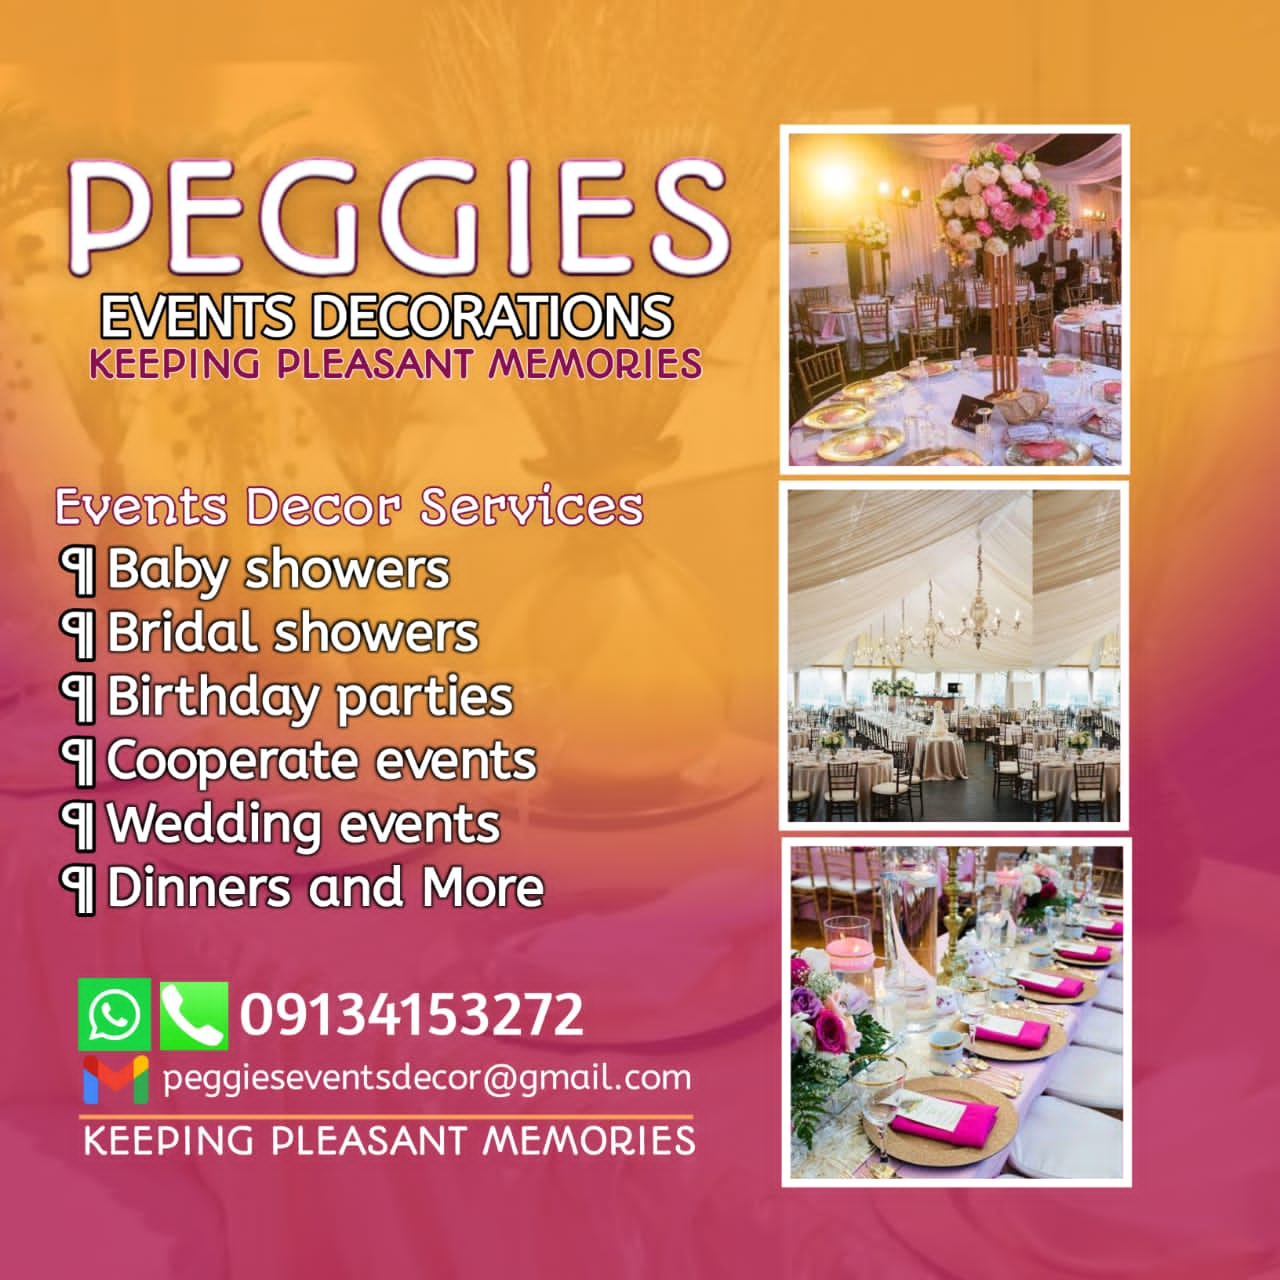 PEGGIES
EVENTS DECORATIONS
KEEPING PLEASANT MEMORIES
Events Decor Services
¶ Baby showers
¶ Bridal showers
¶ Birthday parties
¶ Cooperate events
¶ Wedding events
¶ Dinners and More
09134153272
peggieseventsdecor@gmail.com
KEEPING PLEASANT MEMORIES